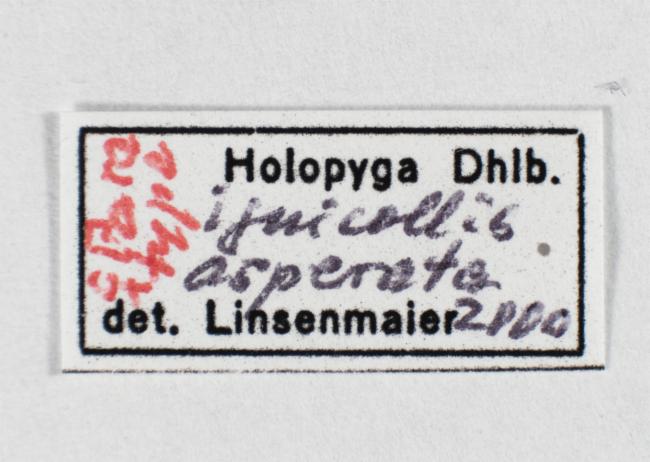 Holopyga Dhlb.
ignicollis
asperata
det. Linsenmaier 2000